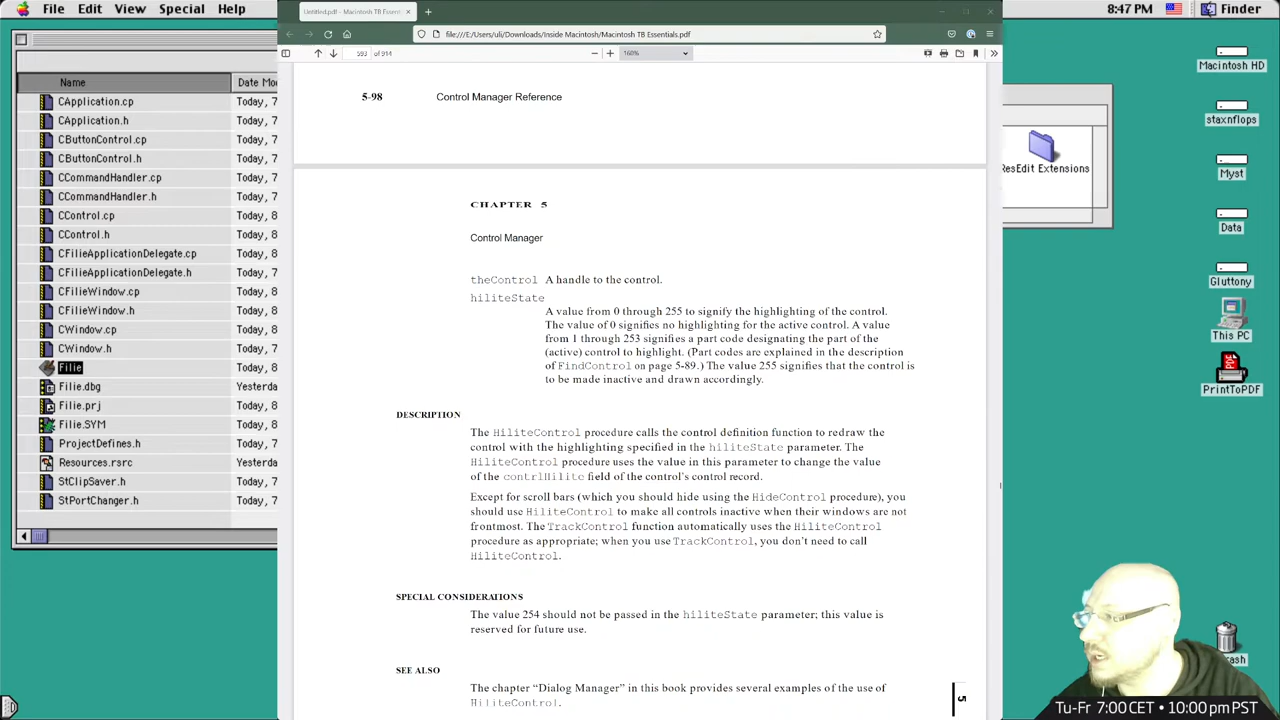 File Edit View Special Help
8:47 PM
Finder
Untitled.pdf - Macintosh TB Essenti
file:///E:/Users/uli/Downloads/Inside Macintosh/Macintosh TB Essentials.pdf
593 of 914
160%
Name
Date Mo
CApplication.cp Today, 7
CApplication.h Today, 7
CButtonControl.cp Today, 7
CButtonControl.h Today, 7
CCommandHandler.cp Today, 7
CCommandHandler.h Today, 7
CControl.cp Today, 8
CControl.h Today, 8
CFilieApplicationDelegate.cp Today, 8
CFilieApplicationDelegate.h Today, 8
CFilieWindow.cp Today, 8
CFilieWindow.h Today, 8
CWindow.cp Today, 8
CWindow.h Today, 8
Filie Today, 8
Filie.dbg Yesterda
Filie.prj Today, 8
Filie.SYM Today, 8
ProjectDefines.h Today, 7
Resources.rsrc Yesterda
StClipSaver.h Today, 7
StPortChanger.h Today, 7
5-98 Control Manager Reference
CHAPTER 5
Control Manager
theControl A handle to the control.
hiliteState
A value from 0 through 255 to signify the highlighting of the control.
The value of 0 signifies no highlighting for the active control. A value
from 1 through 253 signifies a part code designating the part of the
(active) control to highlight. (Part codes are explained in the description
of FindControl on page 5-89.) The value 255 signifies that the control is
to be made inactive and drawn accordingly.
DESCRIPTION
The HiliteControl procedure calls the control definition function to redraw the
control with the highlighting specified in the hiliteState parameter. The
HiliteControl procedure uses the value in this parameter to change the value
of the contrlHilite field of the control's control record.
Except for scroll bars (which you should hide using the HideControl procedure), you
should use HiliteControl to make all controls inactive when their windows are not
frontmost. The TrackControl function automatically uses the HiliteControl
procedure as appropriate; when you use TrackControl, you don't need to call
HiliteControl.
SPECIAL CONSIDERATIONS
The value 254 should not be passed in the hiliteState parameter; this value is
reserved for future use.
SEE ALSO
The chapter "Dialog Manager" in this book provides several examples of the use of
HiliteControl.
5
ResEdit Extensions
Macintosh HD
staxnflops
Myst
Data
Gluttony
This PC
PrintToPDF
rash
Tu-Fr 7:00CET • 10:00pmPST